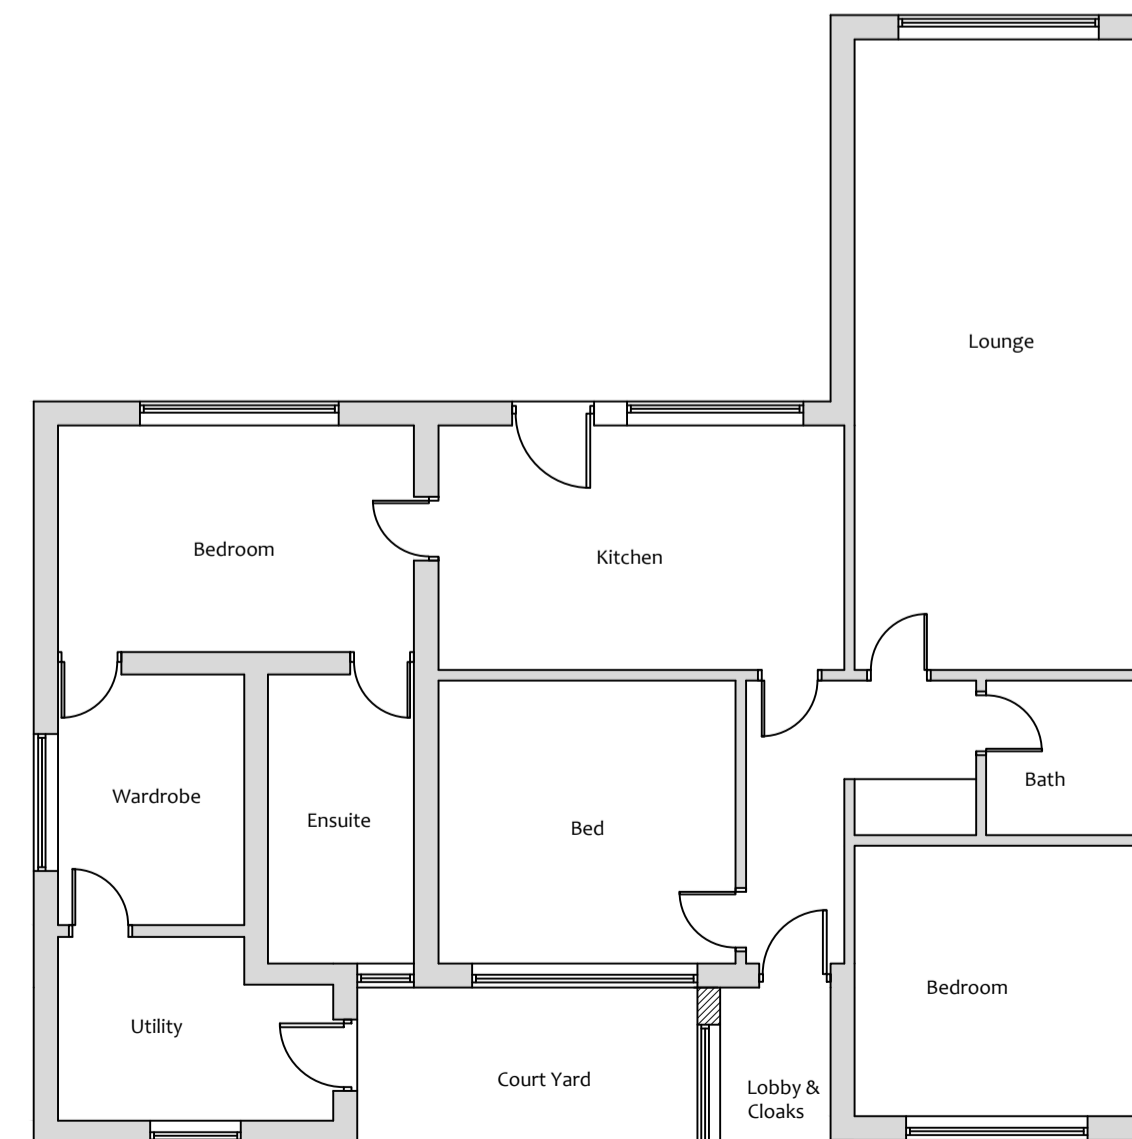 Lounge
Bedroom
Kitchen
Wardrobe
Ensuite
Bed
Bath
Bedroom
Utility
Court Yard
Lobby &
Cloaks